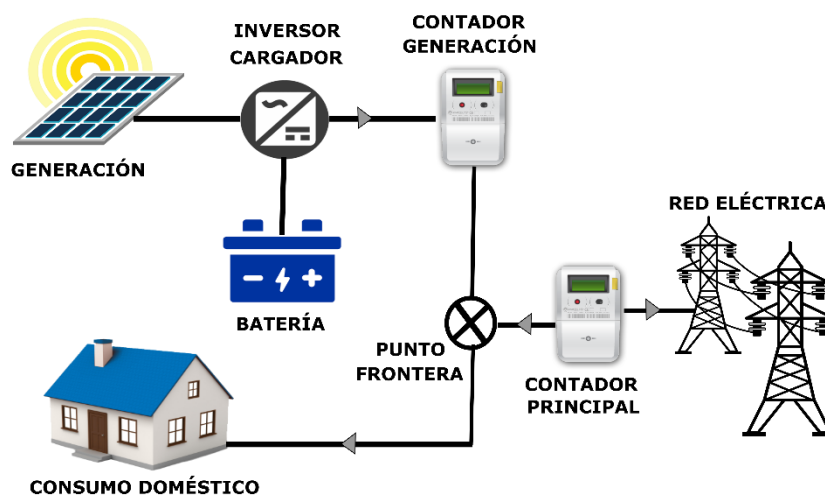 INVERSOR
CARGADOR
CONTADOR
GENERACIÓN
GENERACIÓN
RED ELÉCTRICA
BATERÍA
PUNTO
FRONTERA
CONTADOR
PRINCIPAL
CONSUMO DOMÉSTICO